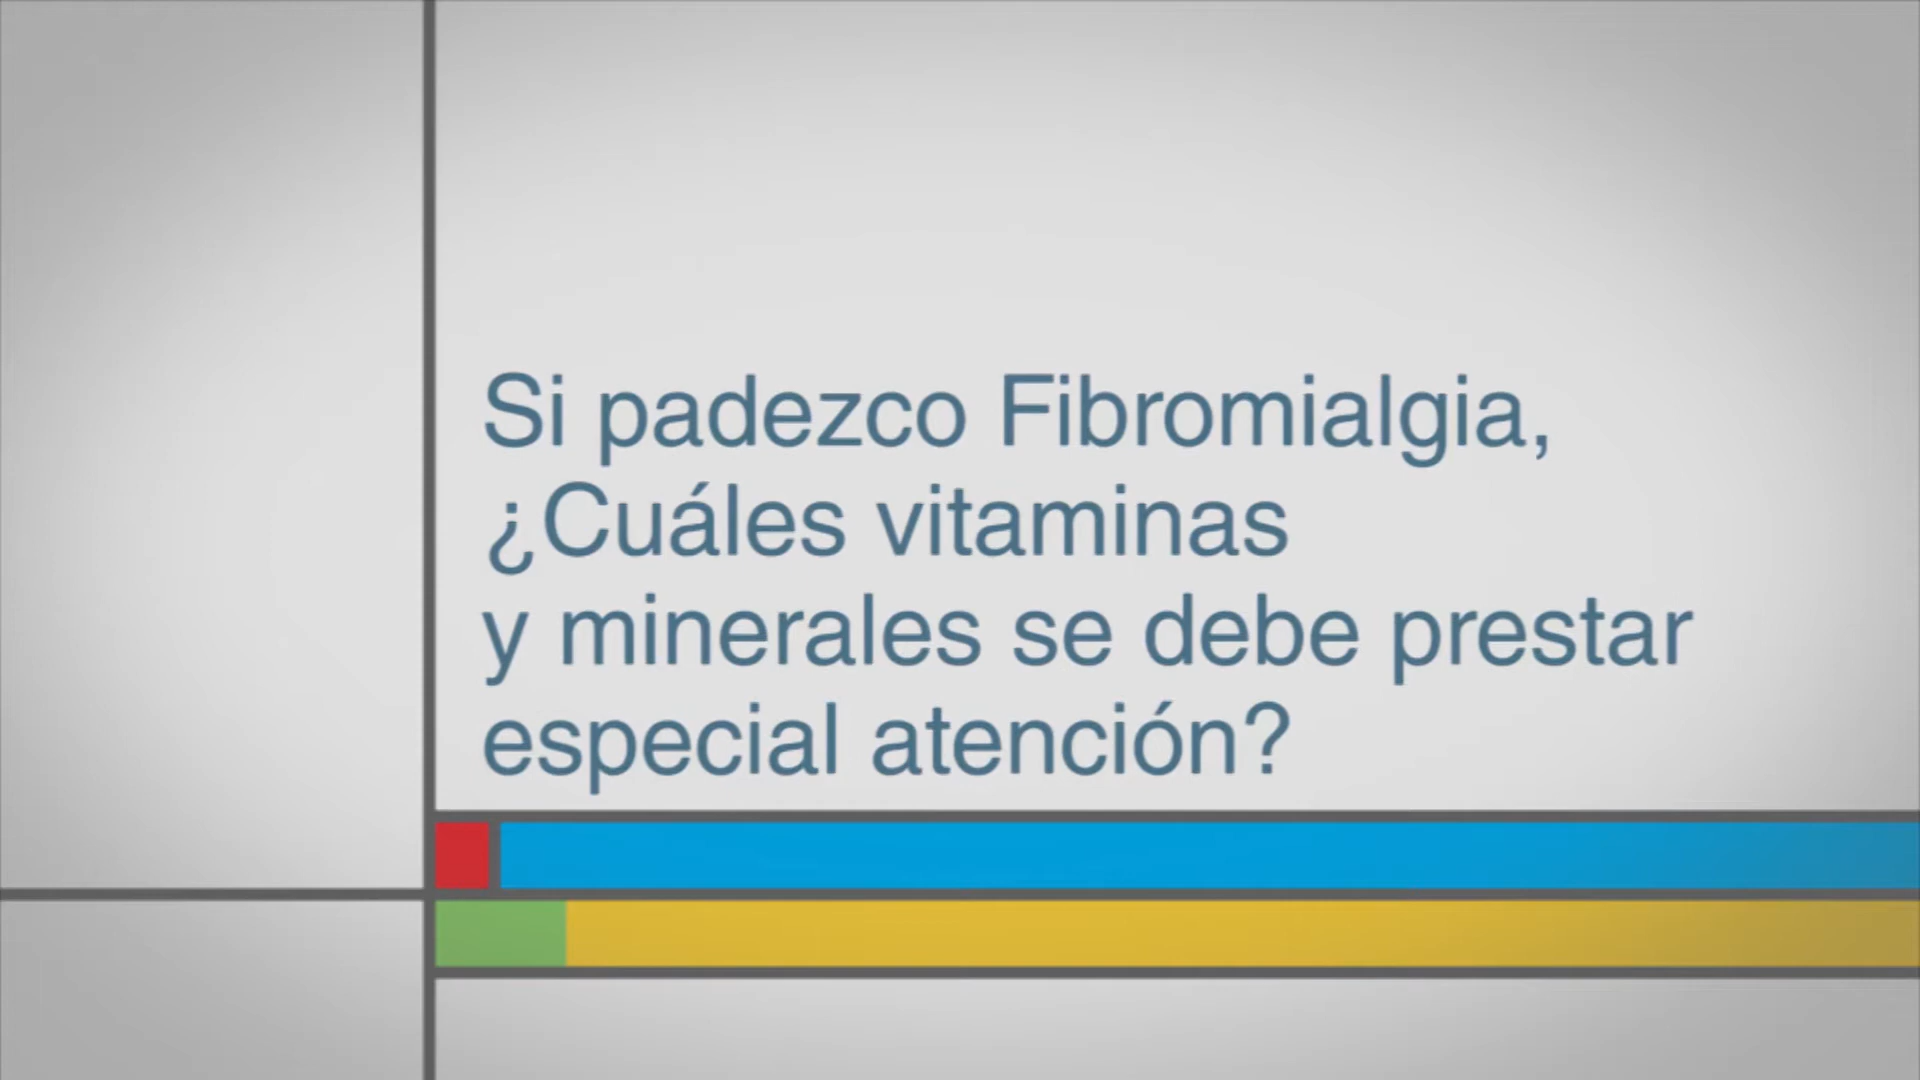 Si padezco Fibromialgia,
¿Cuáles vitaminas
y minerales se debe prestar
especial atención?